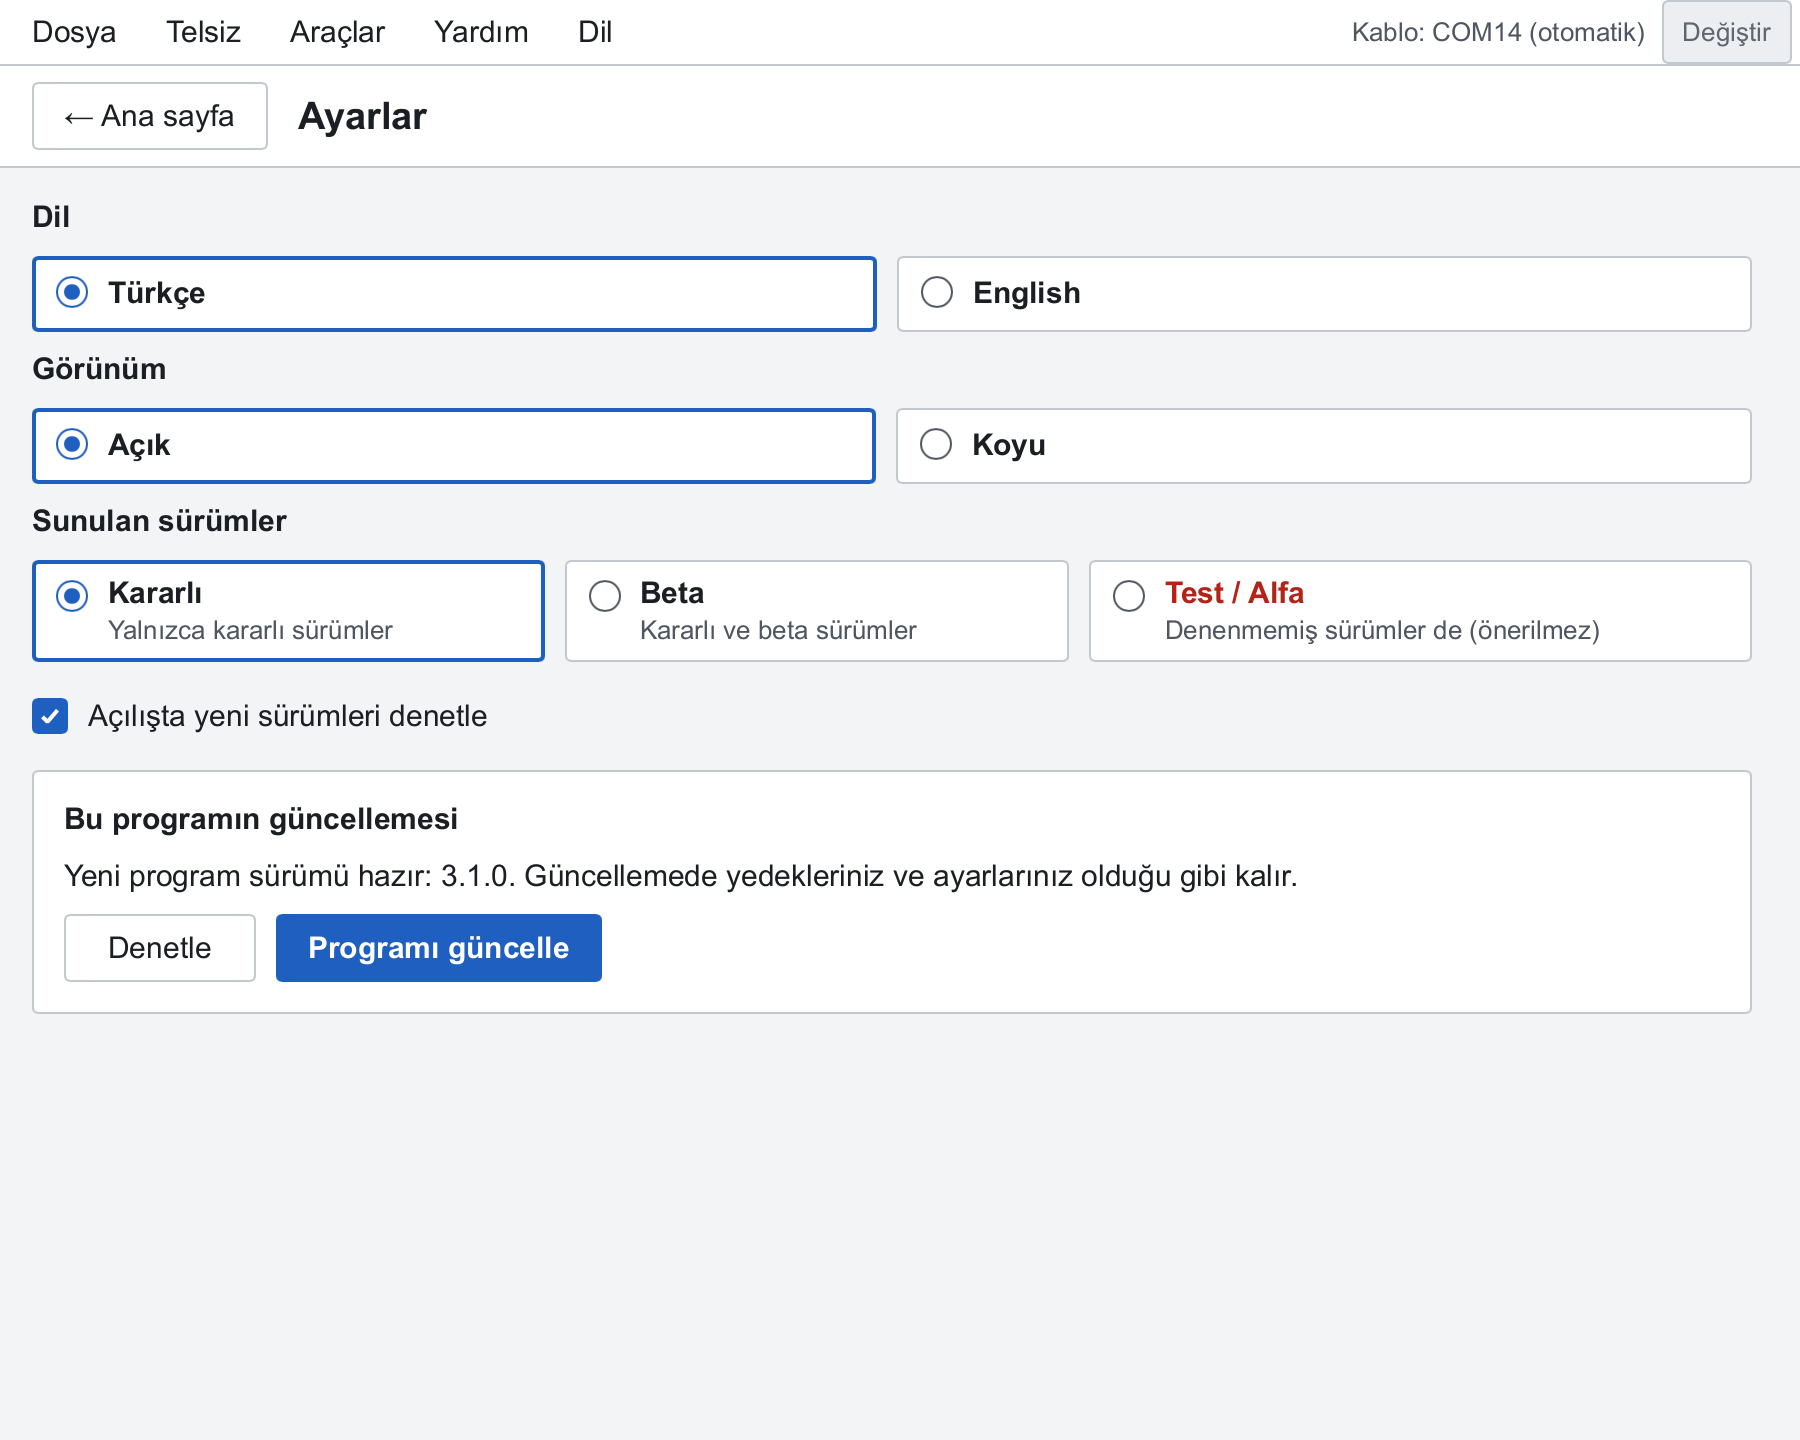 Dosya Telsiz Araçlar Yardım Dil Kablo: COM14 (otomatik) Değiştir
← Ana sayfa Ayarlar
Dil
Türkçe English
Görünüm
Açık Koyu
Sunulan sürümler
Kararlı Beta Test / Alfa
Yalnızca kararlı sürümler Kararlı ve beta sürümler Denenmemiş sürümler de (önerilmez)
Açılışta yeni sürümleri denetle
Bu programın güncellemesi
Yeni program sürümü hazır: 3.1.0. Güncellemede yedekleriniz ve ayarlarınız olduğu gibi kalır.
Denetle Programı güncelle